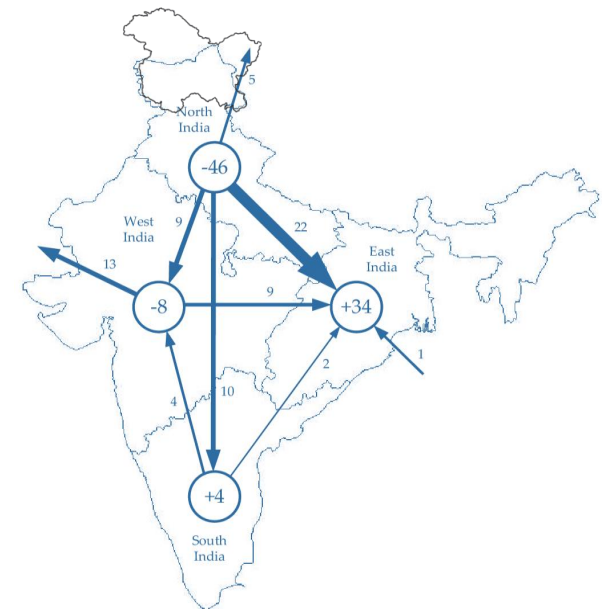 5
North
India
-46
West
India
9
22
East
India
13
9
-8
+34
2
1
4
10
+4
South
India